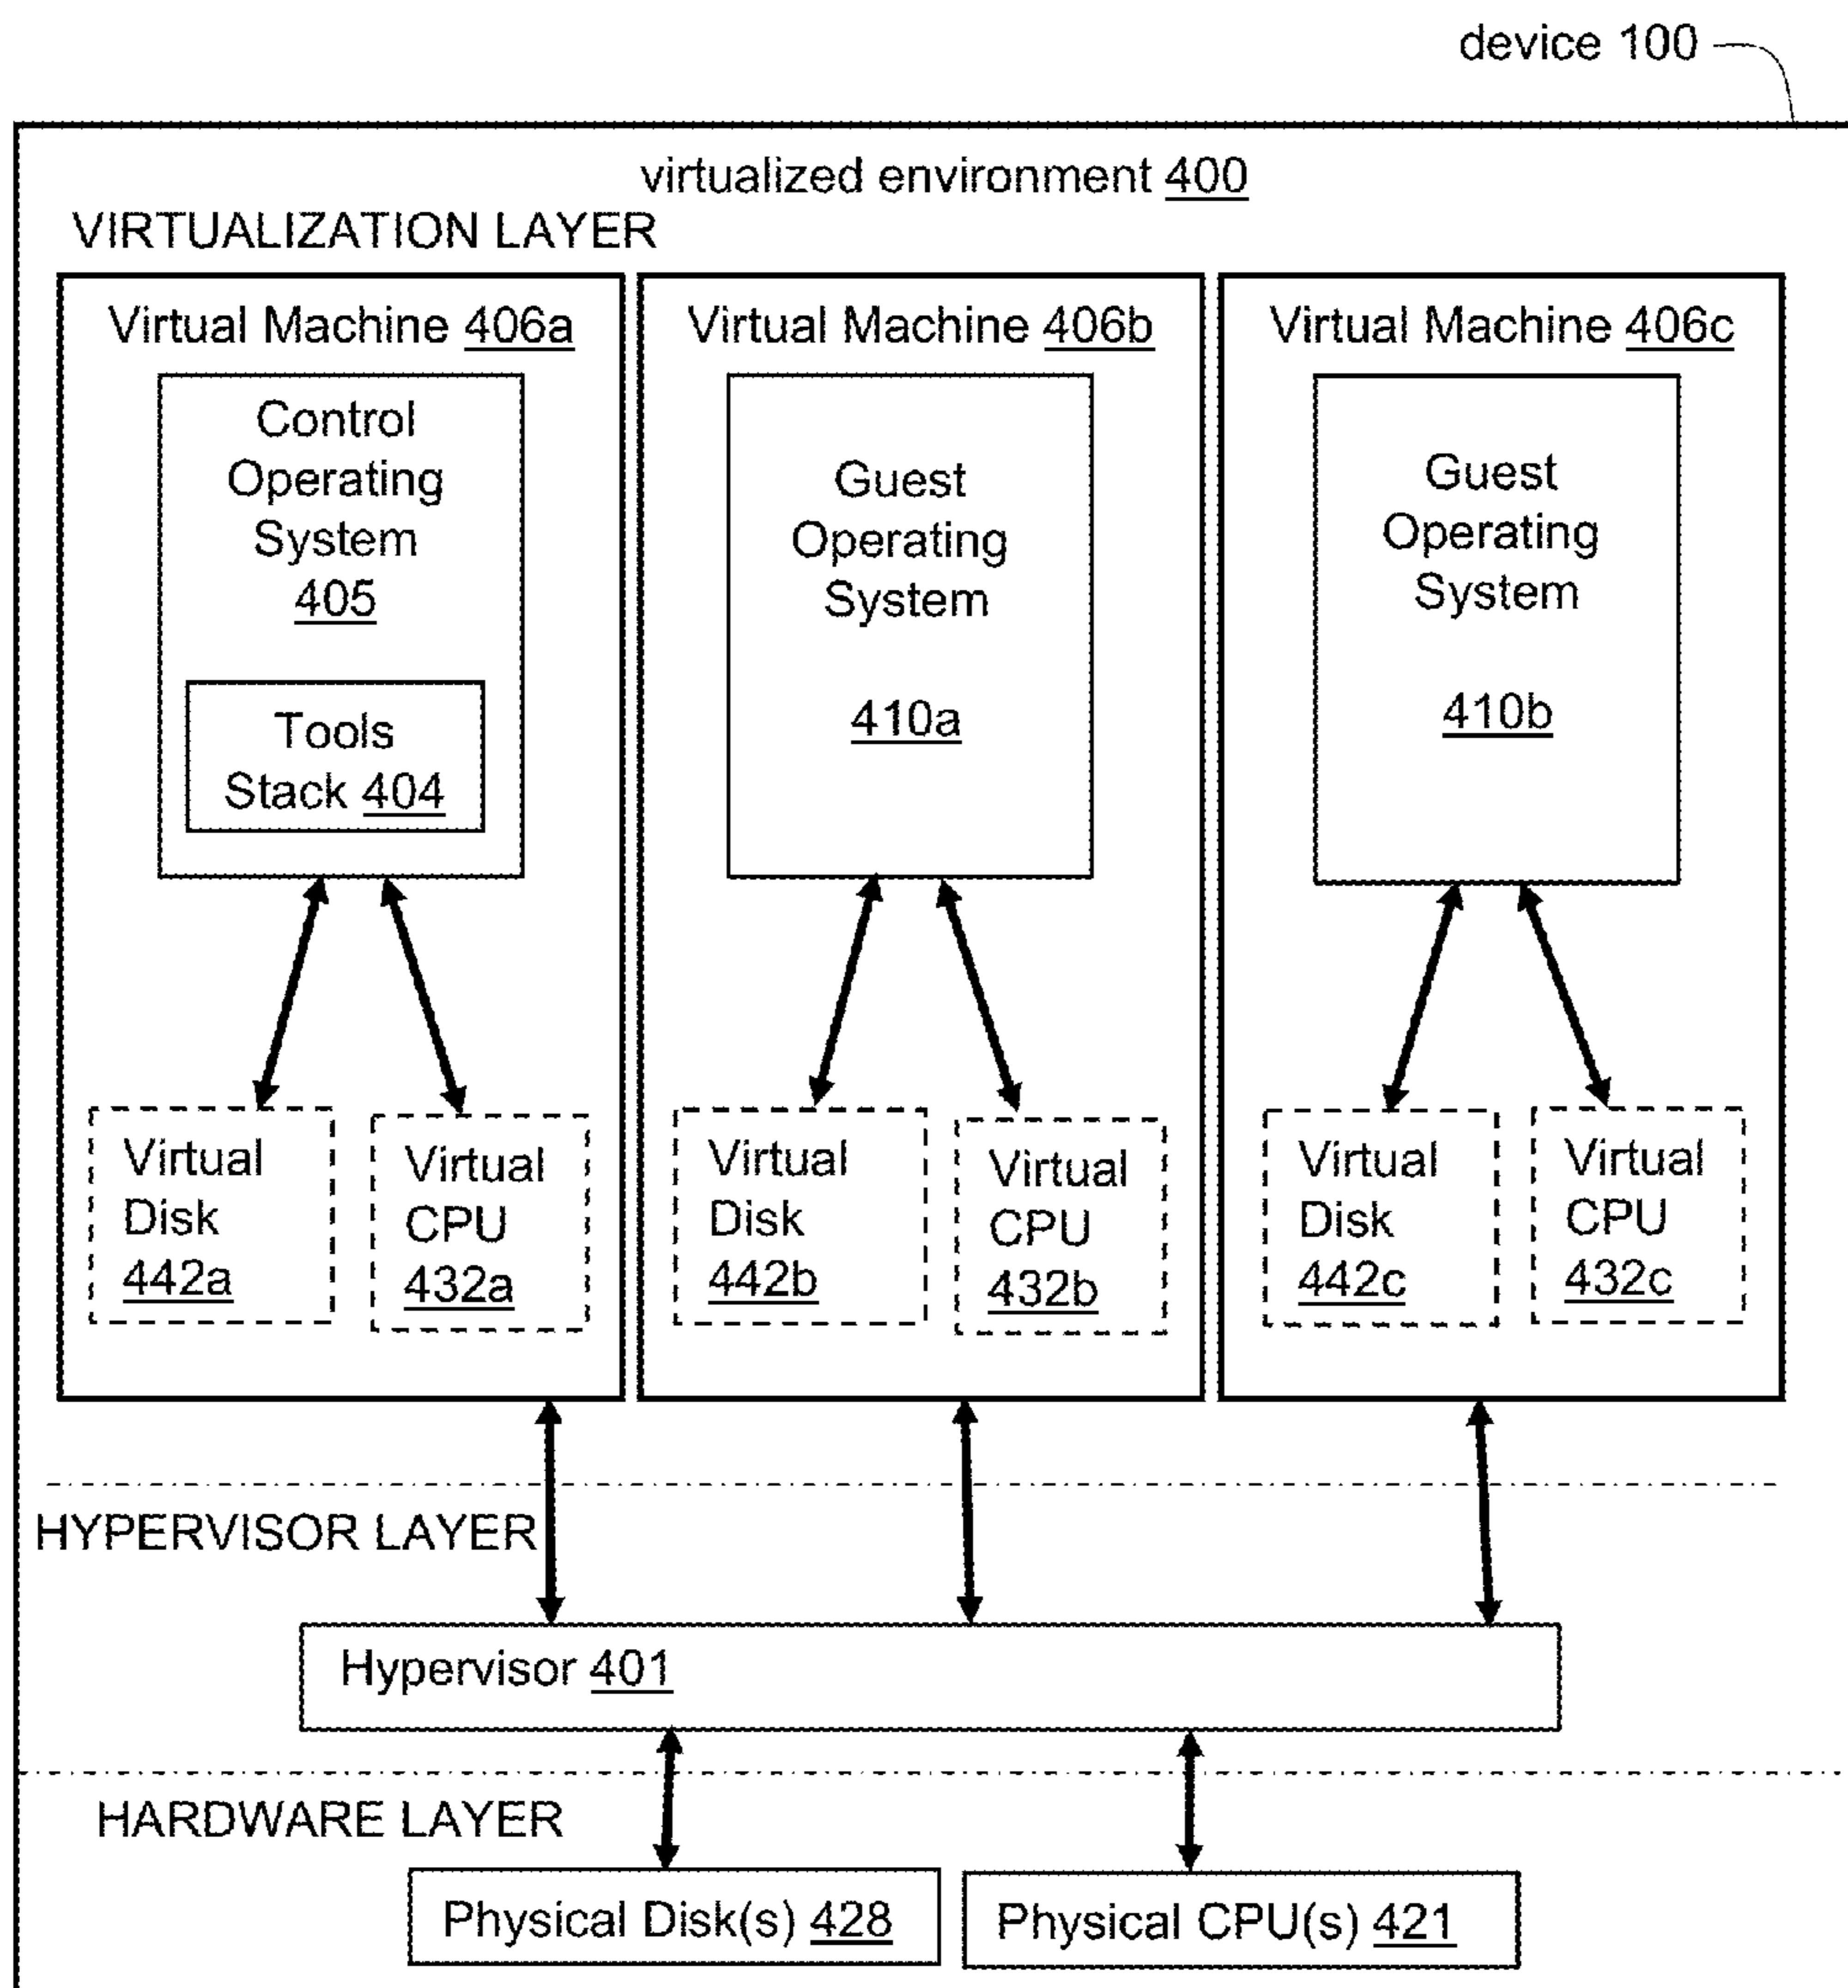 device 100
virtualized environment 400
VIRTUALIZATION LAYER
Virtual Machine 406a
Control
Operating
System
405
Tools
Stack 404
Virtual
Disk
442a
Virtual
CPU
432a
Virtual Machine 406b
Guest
Operating
System
410a
Virtual
Disk
442b
Virtual
CPU
432b
Virtual Machine 406c
Guest
Operating
System
410b
Virtual
Disk
442c
Virtual
CPU
432c
HYPERVISOR LAYER
Hypervisor 401
HARDWARE LAYER
Physical Disk(s) 428
Physical CPU(s) 421